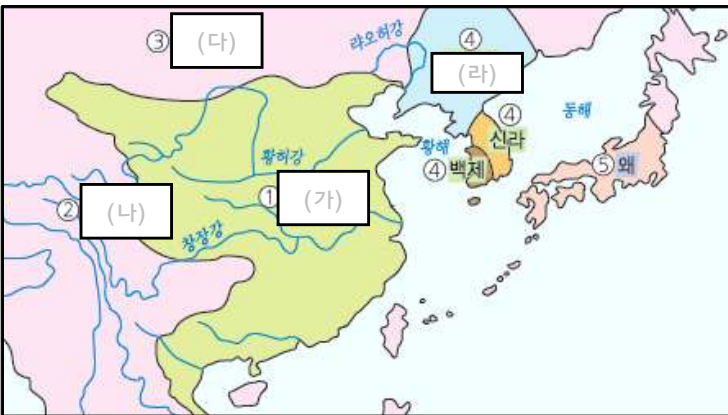 ③ (다)
랴오허강
④
(라)
동해
④
신라
황해
황허강
④ 백제
⑤ 왜
① (가)
② (나)
창장강